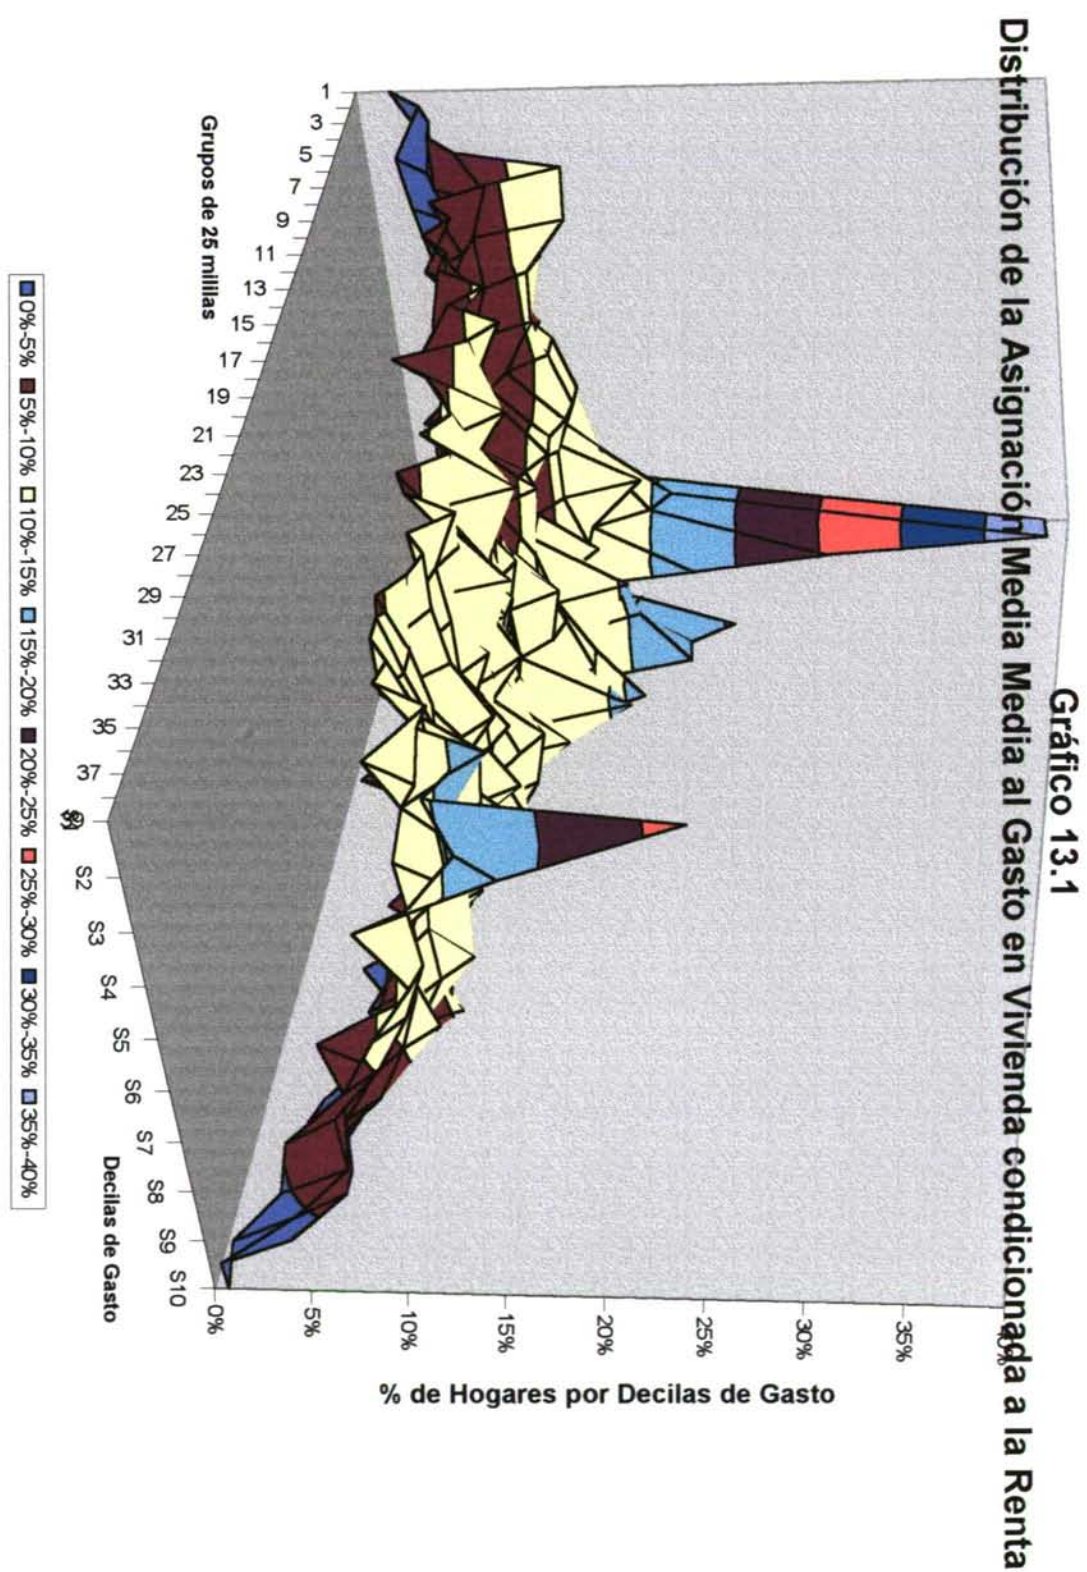 Gráfico 13.1
Distribución de la Asignación Media Media al Gasto en Vivienda condicionada a la Renta
40%
35%
30%
25%
20%
15%
10%
5%
0%
% de Hogares por Decilas de Gasto
1
3
5
7
9
11
13
15
17
19
21
23
25
27
29
31
33
35
37
Grupos de 25 mililas
S2
S3
S4
S5
S6
S7
S8
S9
S10
Decilas de Gasto
0%-5% 5%-10% 10%-15% 15%-20% 20%-25% 25%-30% 30%-35% 35%-40%